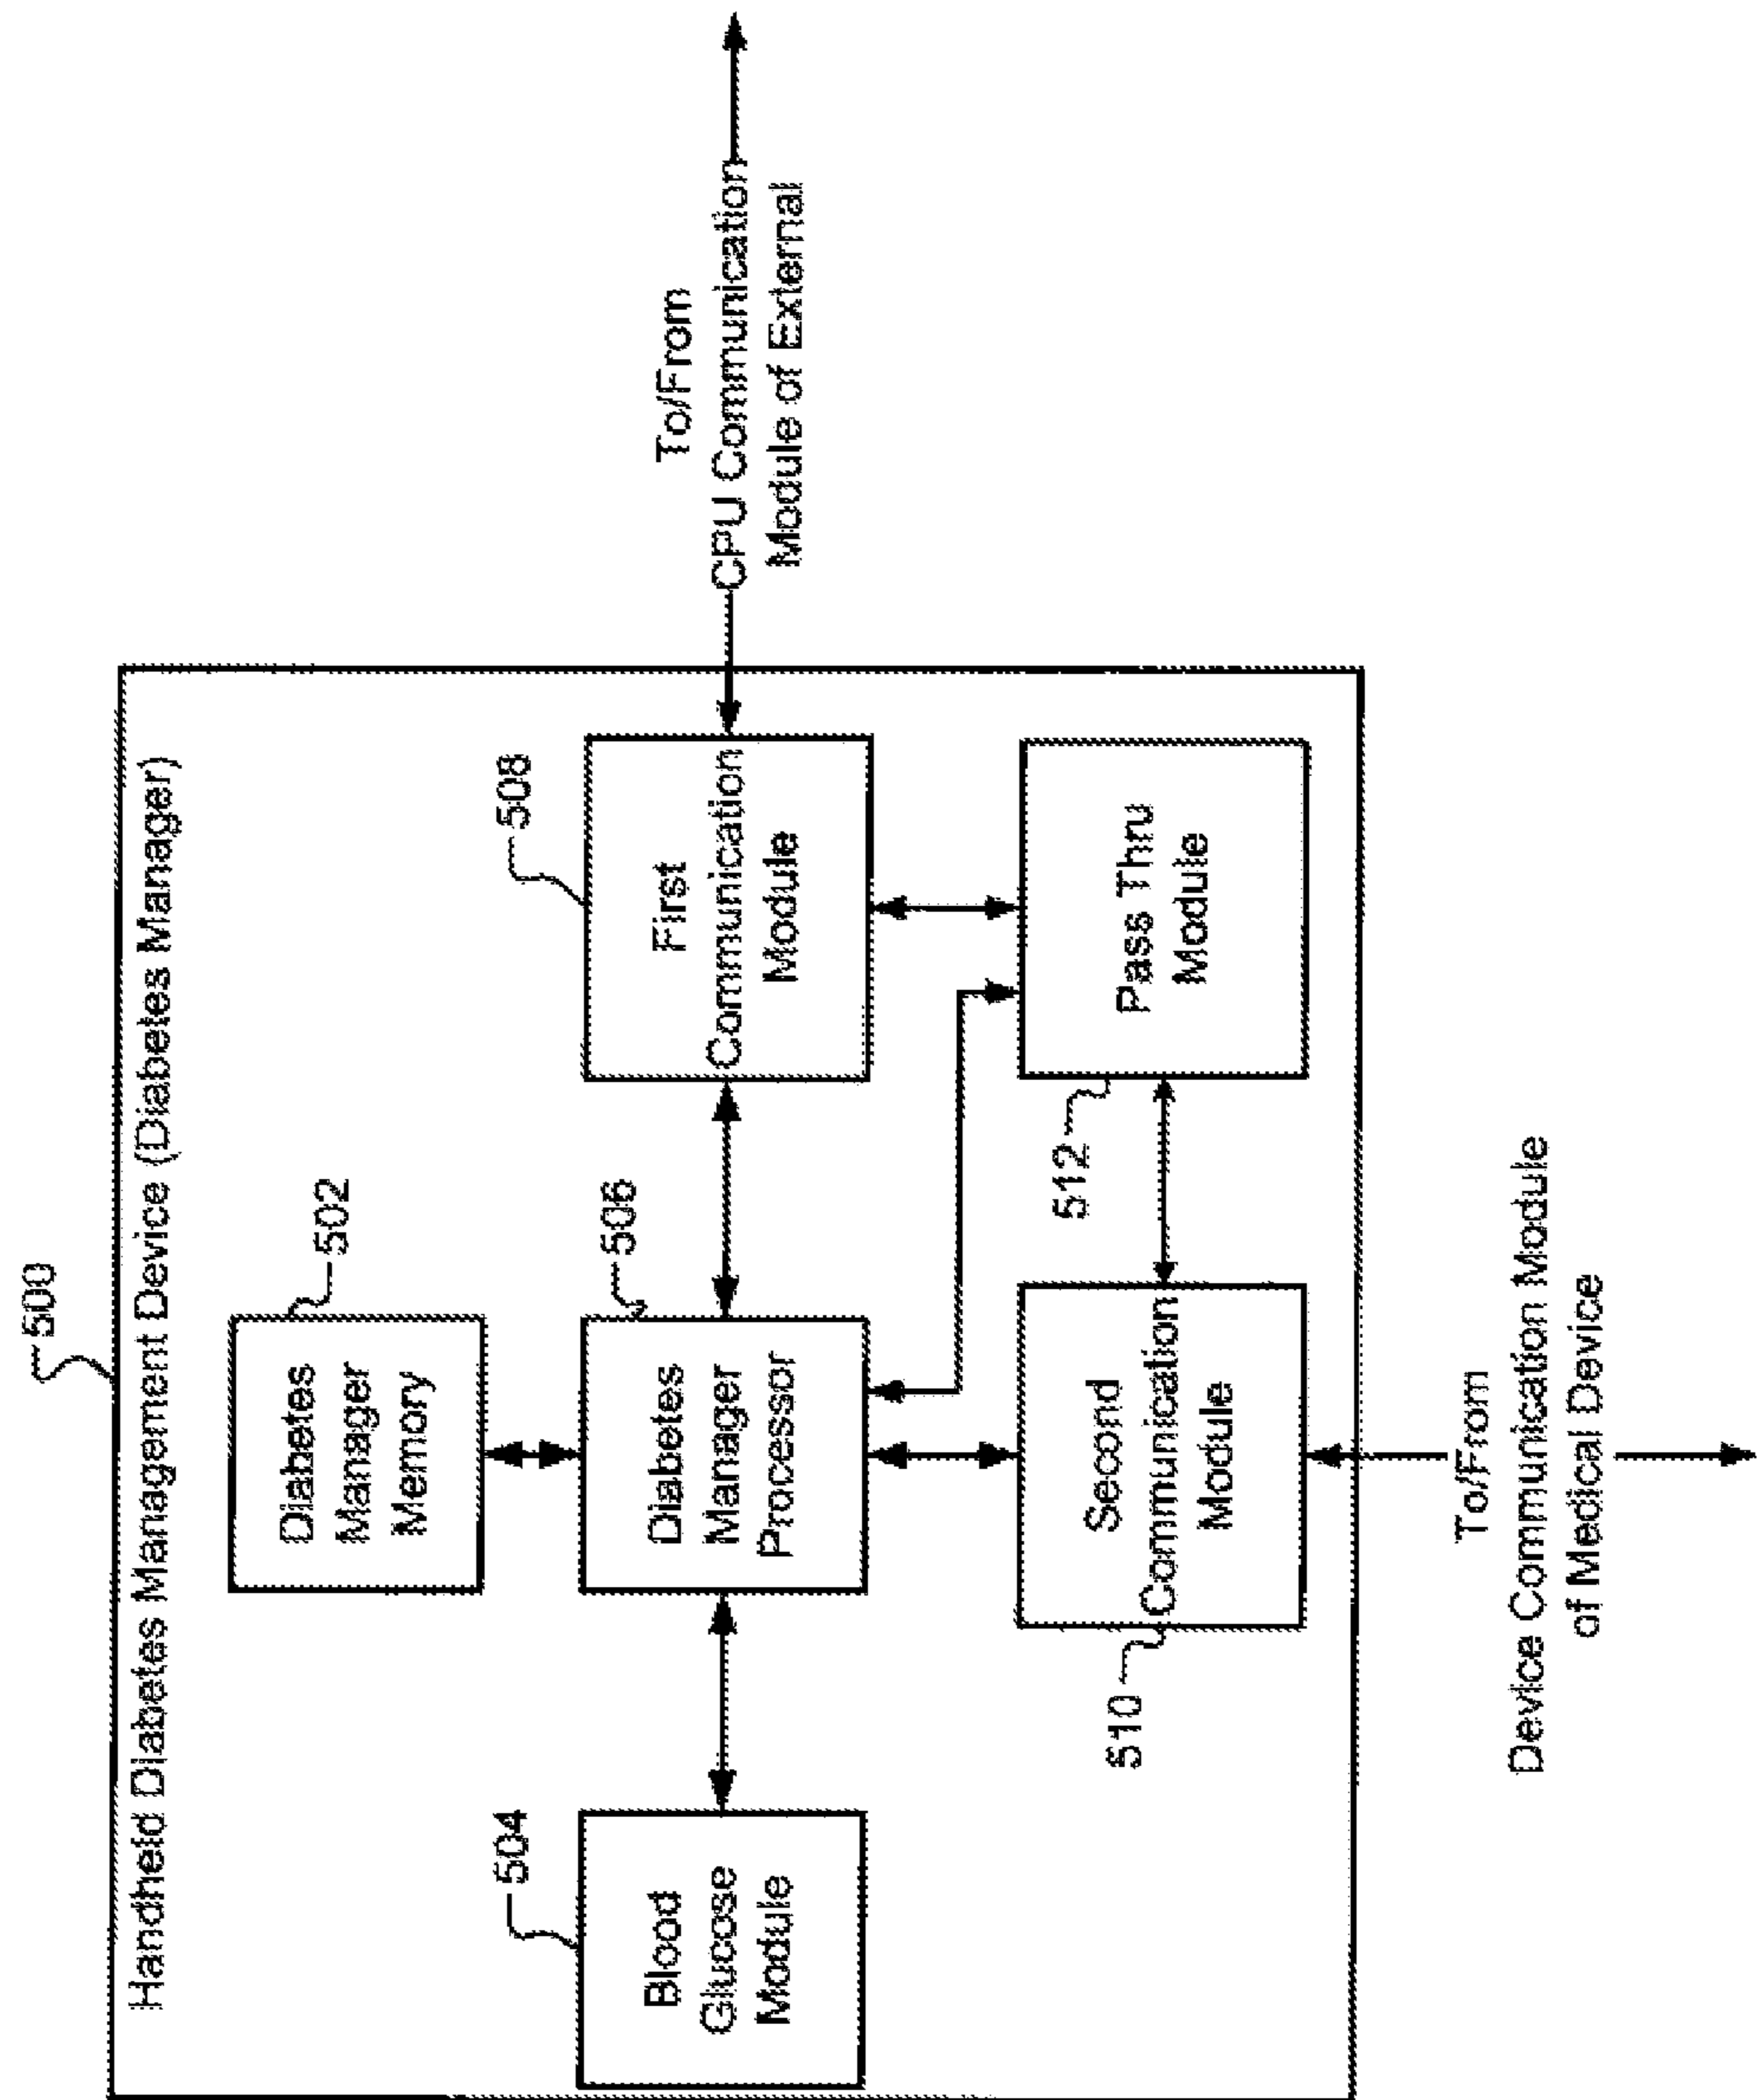 500
Handheld Diabetes Management Device (Diabetes Manager)
502
Diabetes
Manager
Memory
504
Blood
Glucose
Module
506
Diabetes
Manager
Processor
508
First
Communication
Module
To/From
CPU Communication
Module of External
510
Second
Communication
Module
512
Pass Thru
Module
To/From
Device Communication Module
of Medical Device